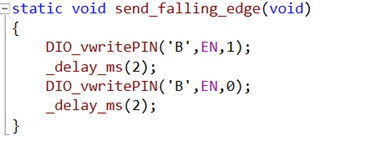 static void send_falling_edge(void)
{
DIO_vwritePIN('B',EN,1);
_delay_ms(2);
DIO_vwritePIN('B',EN,0);
_delay_ms(2);
}